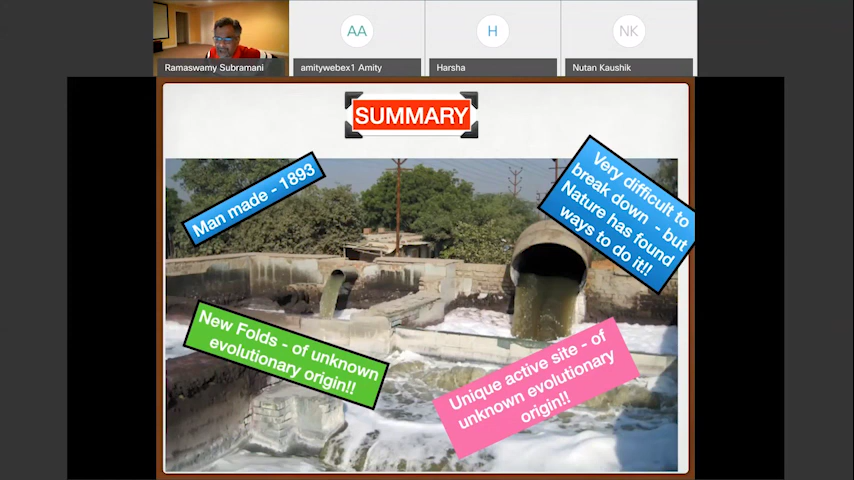 AA
H
NK
Ramaswamy Subramani
amitywebex1 Amity
Harsha
Nutan Kaushik
SUMMARY
Man made - 1893
Very difficult to
break down - but
Nature has found
ways to do it!!
New Folds - of unknown
evolutionary origin!!
Unique active site - of
unknown evolutionary
origin!!